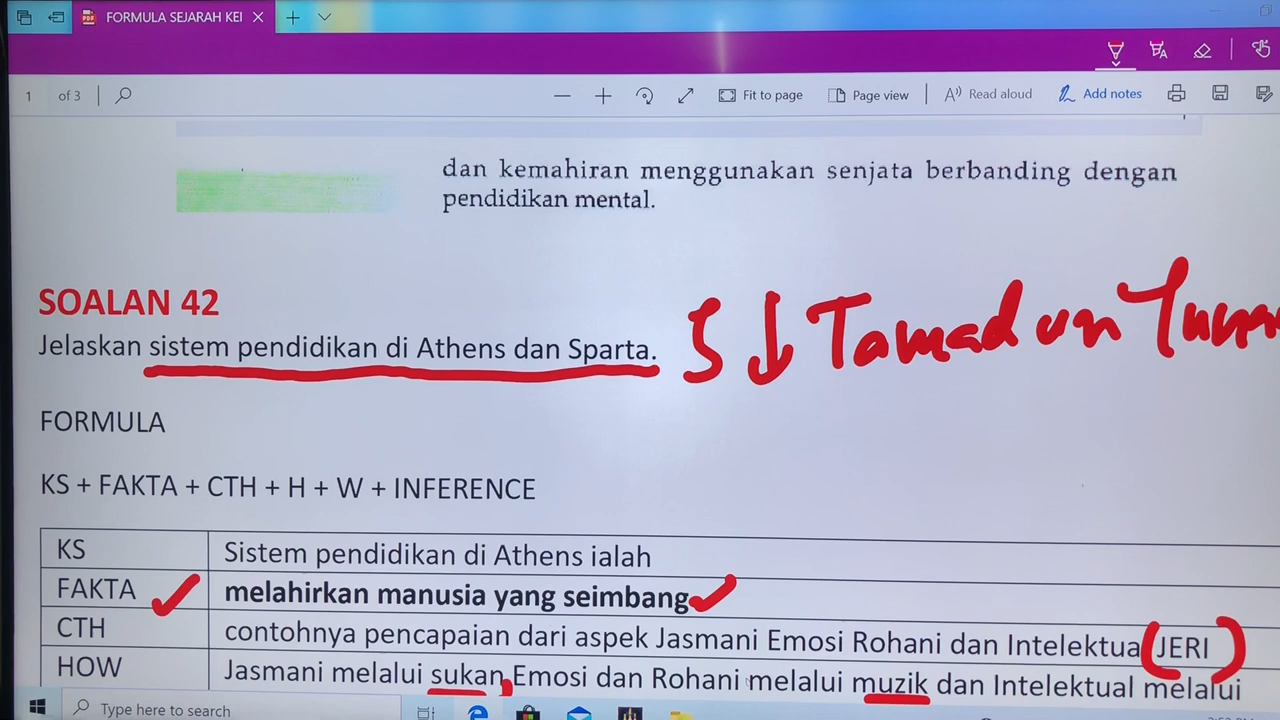 FORMULA SEJARAH KEI
1 of 3 Fit to page Page view Read aloud Add notes
dan kemahiran menggunakan senjata berbanding dengan
pendidikan mental.
SOALAN 42
Jelaskan sistem pendidikan di Athens dan Sparta.
Tamadun
FORMULA
KS + FAKTA + CTH + H + W + INFERENCE
KS Sistem pendidikan di Athens ialah
FAKTA melahirkan manusia yang seimbang
CTH contohnya pencapaian dari aspek Jasmani Emosi Rohani dan Intelektua (JERI)
HOW Jasmani melalui sukan, Emosi dan Rohani melalui muzik dan Intelektual melalui
Type here to search